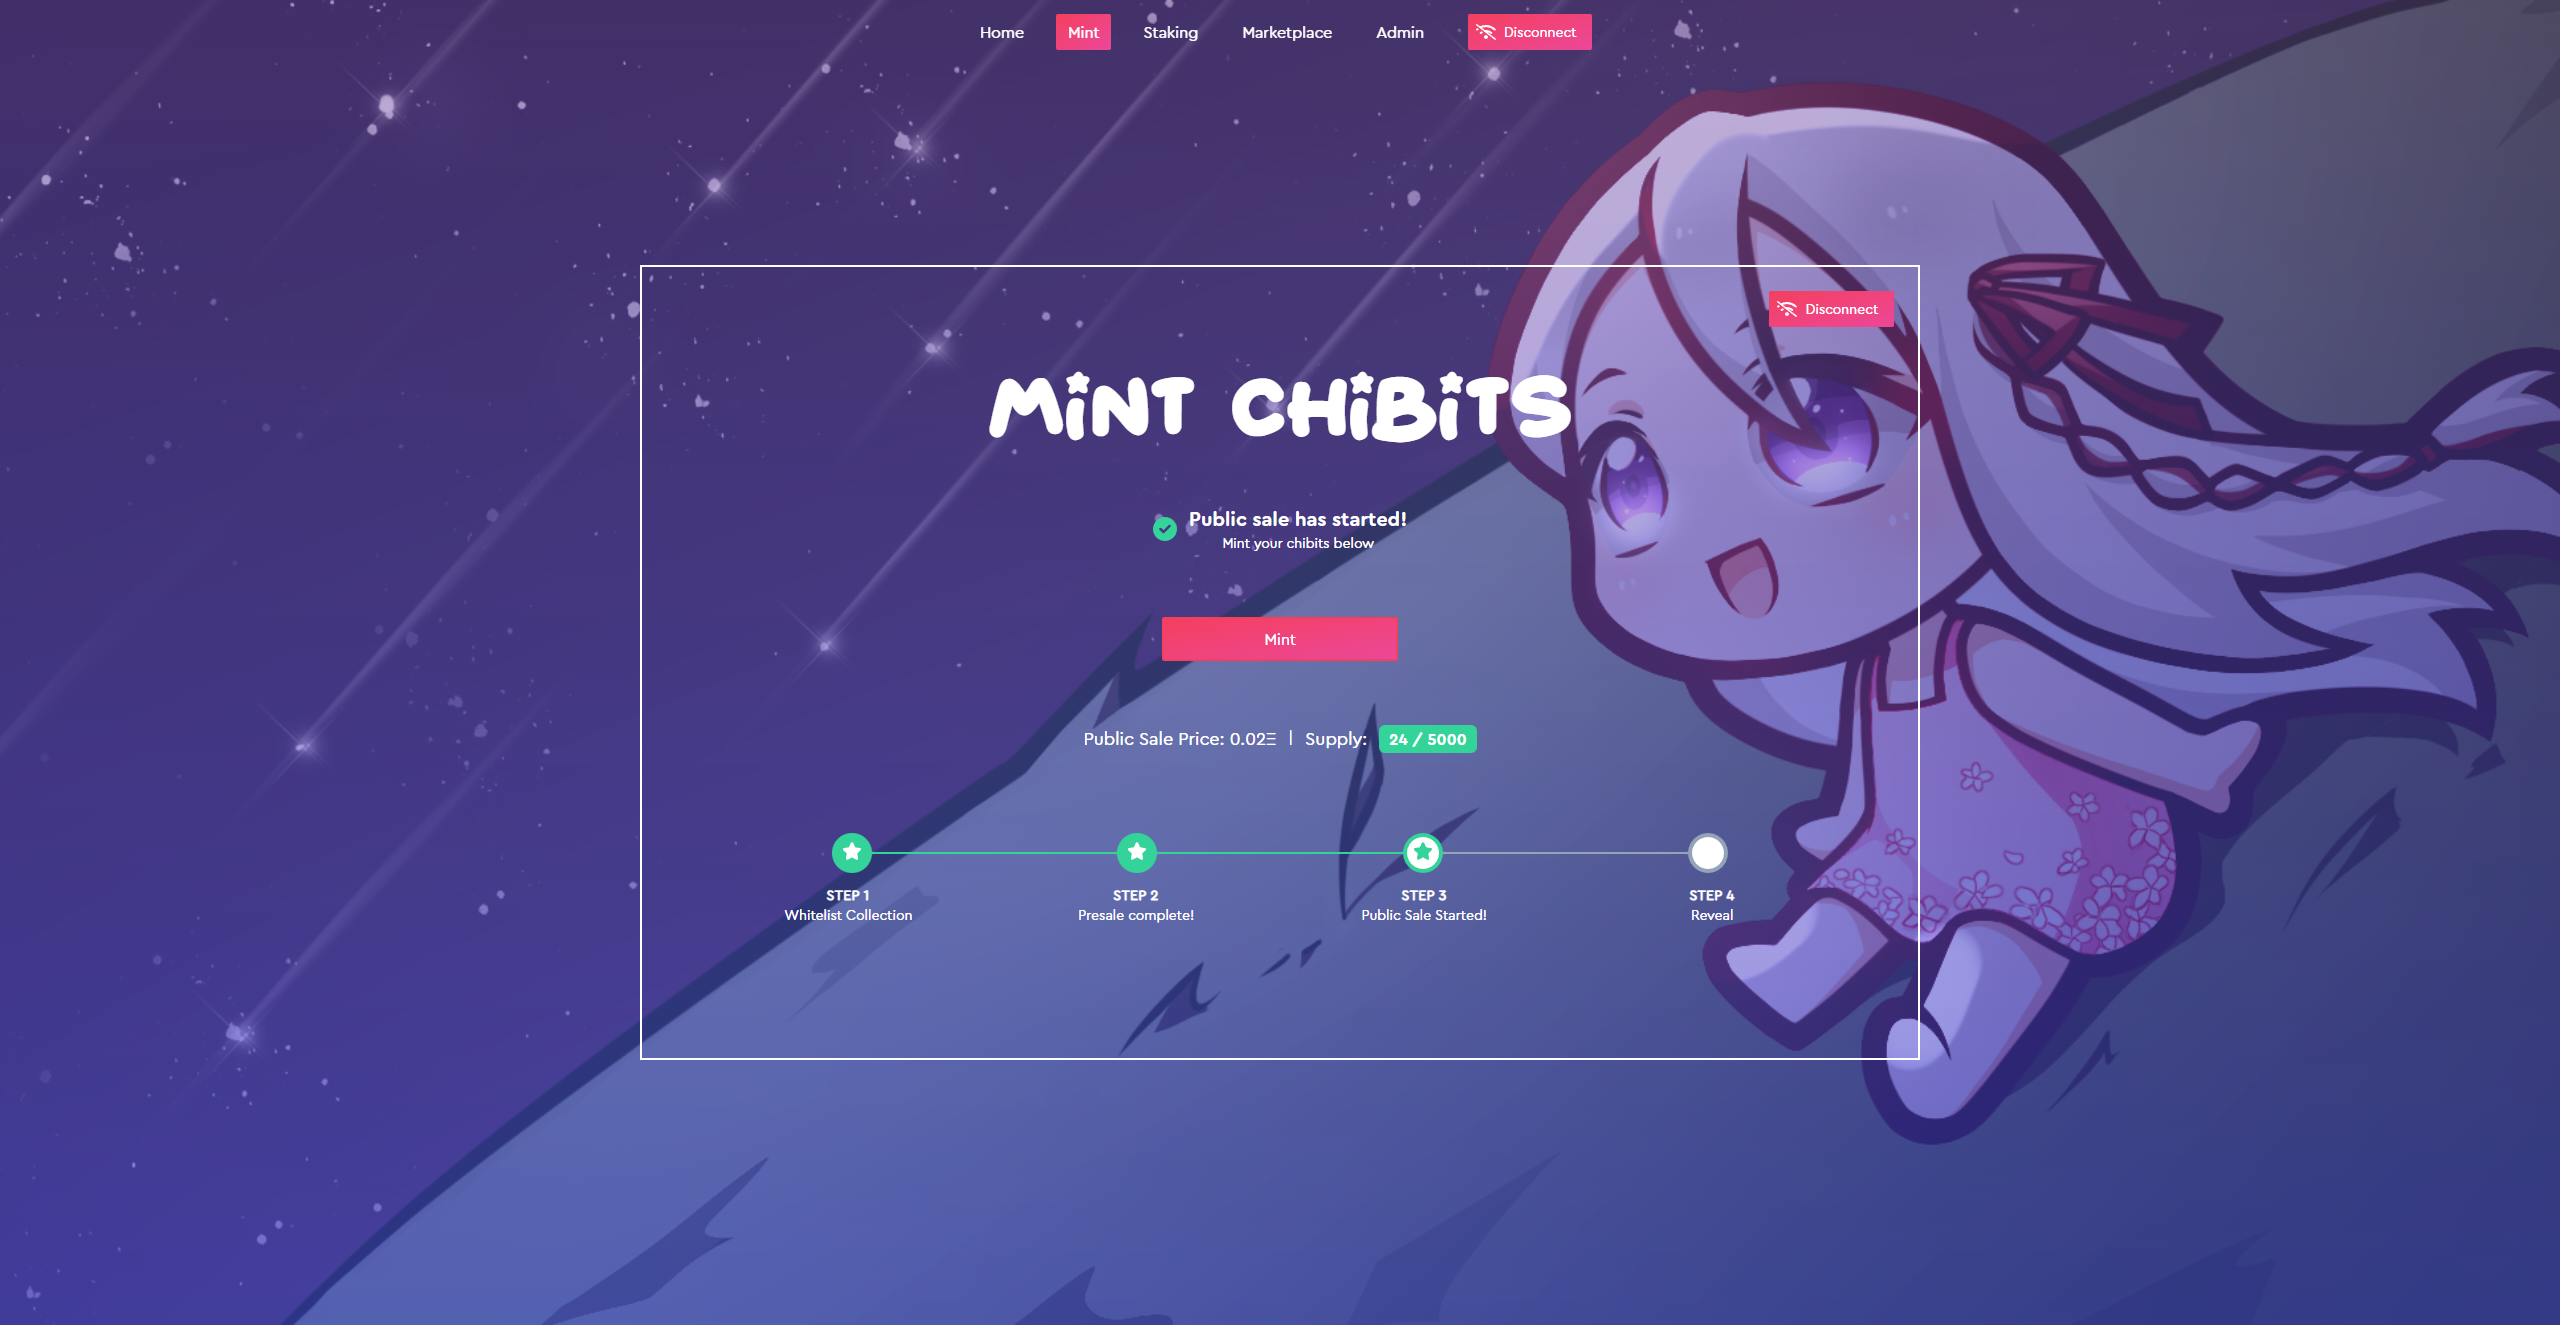 Home Mint Staking Marketplace Admin Disconnect
Disconnect
MiNT CHiBiTS
Public sale has started!
Mint your chibits below
Mint
Public Sale Price: 0.02Ξ | Supply: 24 / 5000
STEP 1 STEP 2 STEP 3 STEP 4
Whitelist Collection Presale complete! Public Sale Started! Reveal